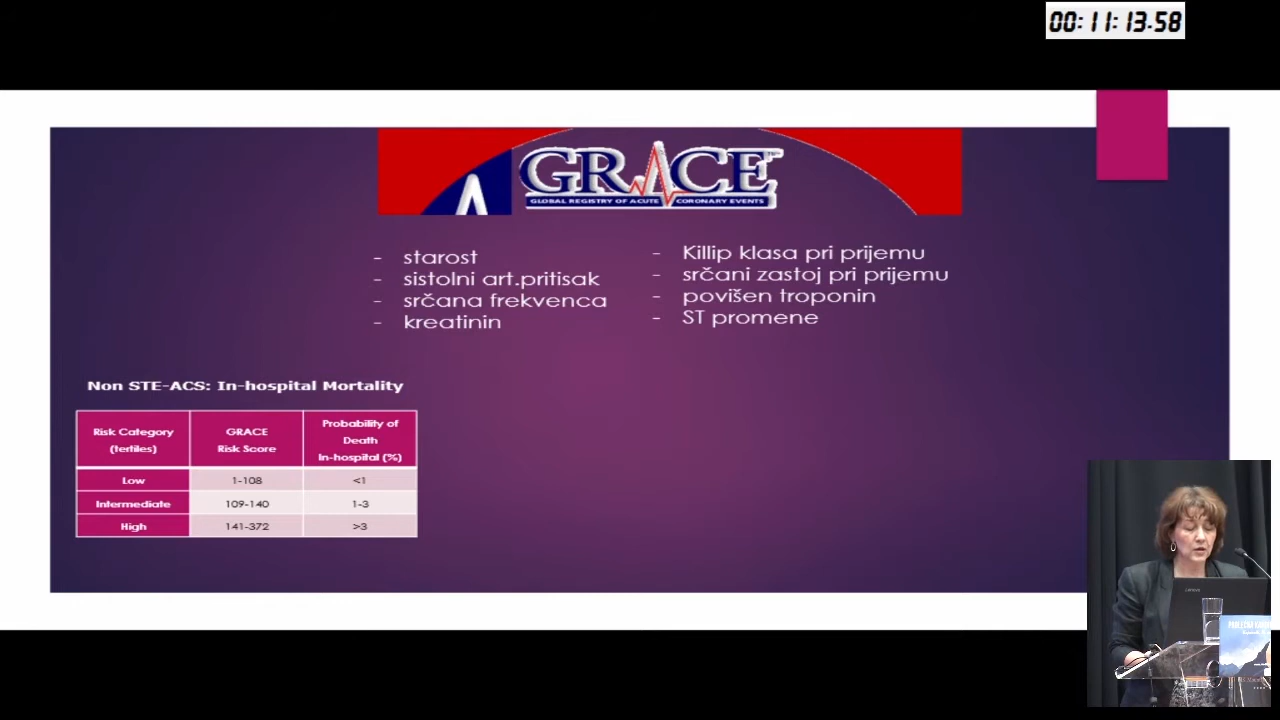 00:11:13.58
GRACE
GLOBAL REGISTRY OF ACUTE CORONARY EVENTS
- starost
- sistolni art.pritisak
- srčana frekvenca
- kreatinin
- Killip klasa pri prijemu
- srčani zastoj pri prijemu
- povišen troponin
- ST promene
Non STE-ACS: In-hospital Mortality
Risk Category
(tertiles)
GRACE
Risk Score
Probability of
Death
In-hospital (%)
Low 1-108 <1
Intermediate 109-140 1-3
High 141-372 >3
Lenovo